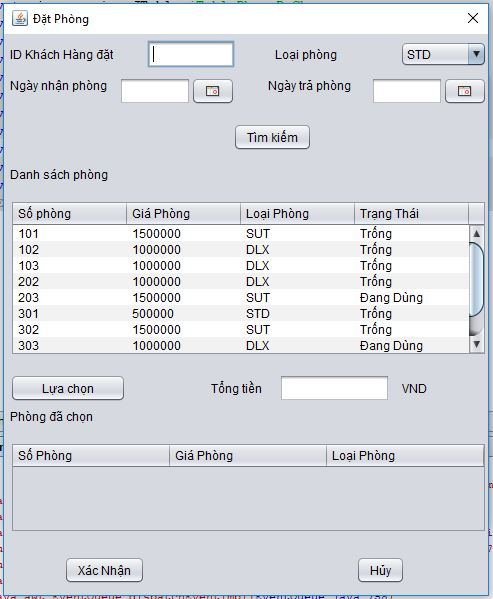 Đặt Phòng
ID Khách Hàng đặt Loại phòng STD
Ngày nhận phòng Ngày trả phòng
Tìm kiếm
Danh sách phòng
Số phòng Giá Phòng Loại Phòng Trạng Thái
101 1500000 SUT Trống
102 1000000 DLX Trống
103 1000000 DLX Trống
202 1000000 DLX Trống
203 1500000 SUT Đang Dùng
301 500000 STD Trống
302 1500000 SUT Trống
303 1000000 DLX Đang Dùng
Lựa chọn Tổng tiền VND
Phòng đã chọn
Số Phòng Giá Phòng Loại Phòng
Xác Nhận Hủy